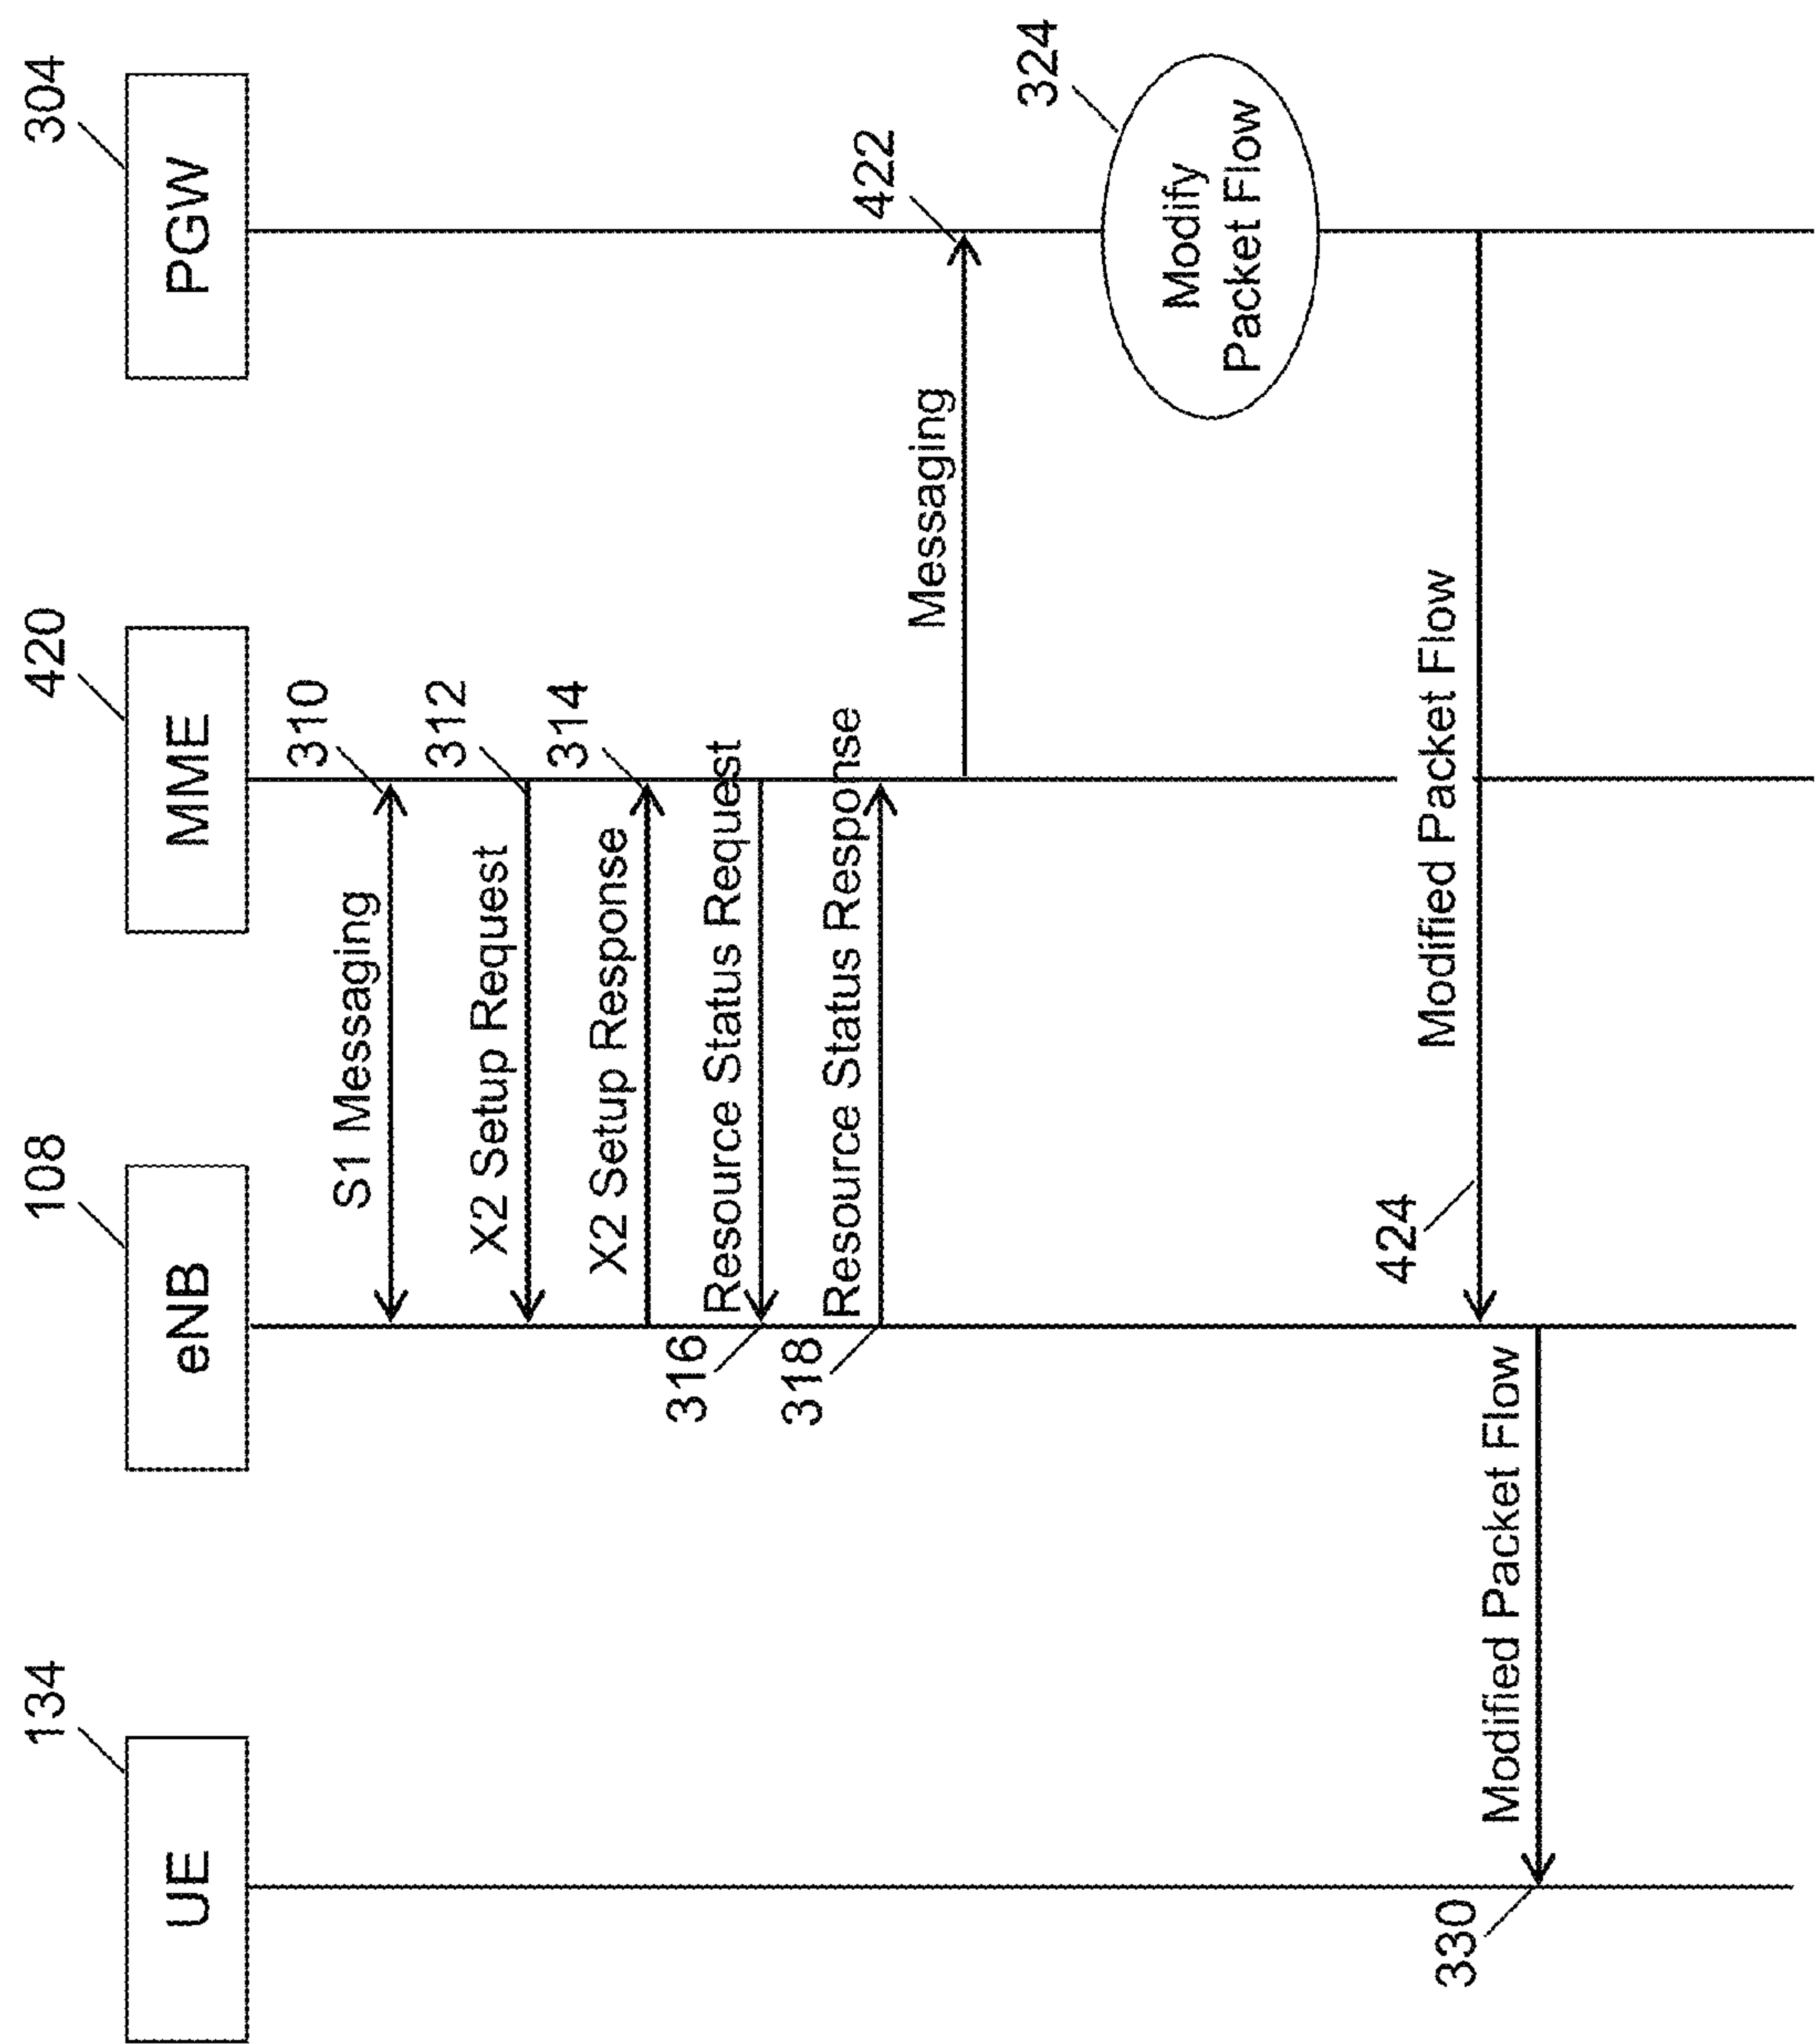 134
108
420
304
UE
eNB
MME
PGW
310
S1 Messaging
312
X2 Setup Request
314
X2 Setup Response
Resource Status Request
316
Resource Status Response
318
422
Messaging
324
Modify
Packet Flow
Modified Packet Flow
424
Modified Packet Flow
330